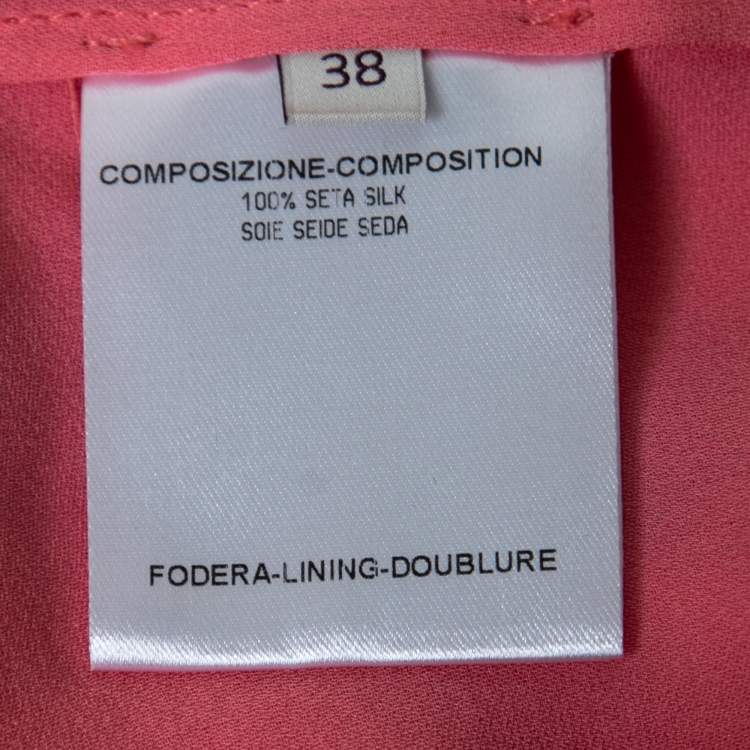 38
COMPOSIZIONE-COMPOSITION
100% SETA SILK
SOIE SEIDE SEDA
FODERA-LINING-DOUBLURE